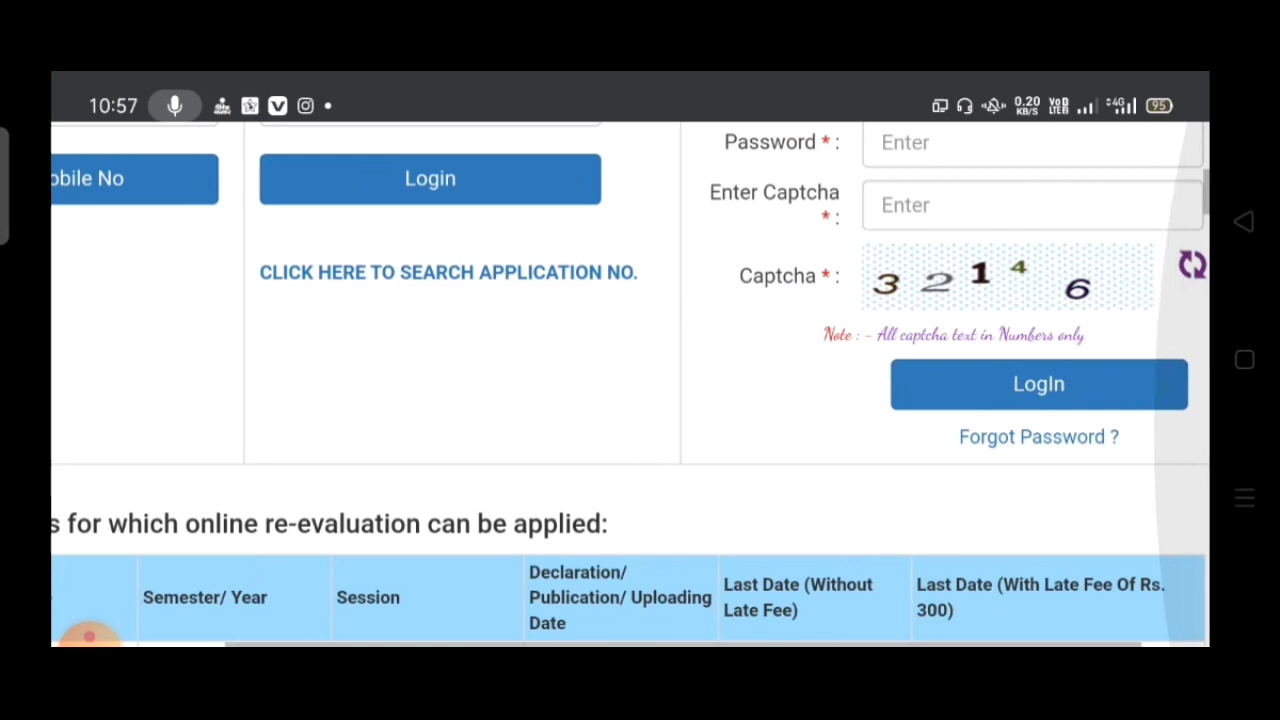 10:57
0.20 KB/S
VoD LTE2
4G
95
obile No
Login
CLICK HERE TO SEARCH APPLICATION NO.
Password * :
Enter
Enter Captcha * :
Enter
Captcha * :
3 2 1 4 6
Note : - All captcha text in Numbers only
LogIn
Forgot Password ?
s for which online re-evaluation can be applied:
Semester/ Year
Session
Declaration/
Publication/ Uploading
Date
Last Date (Without
Late Fee)
Last Date (With Late Fee Of Rs.
300)